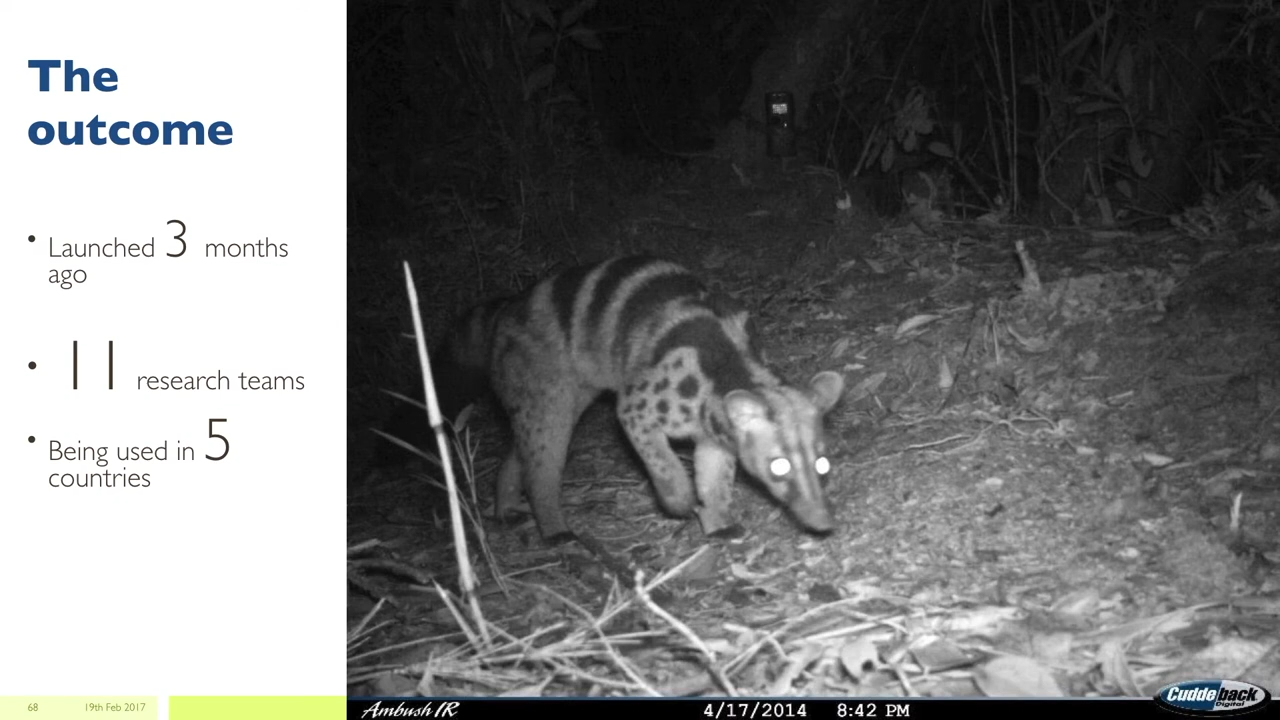 The
outcome
• Launched 3 months
ago
• 11 research teams
• Being used in 5
countries
68 19th Feb 2017
Ambush IR 4/17/2014 8:42 PM
Cuddeback
Digital